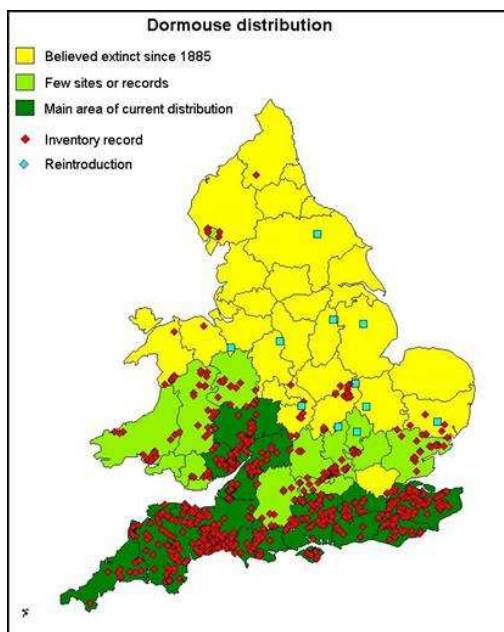 Dormouse distribution
Believed extinct since 1885
Few sites or records
Main area of current distribution
Inventory record
Reintroduction